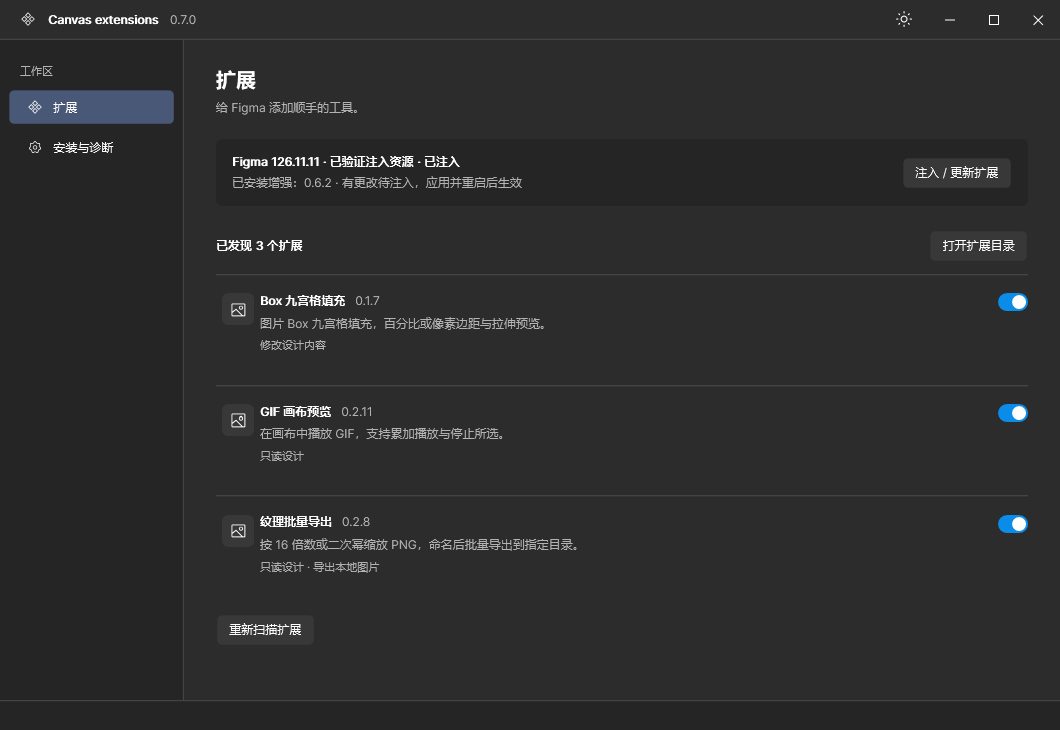 Canvas extensions 0.7.0
工作区
扩展
安装与诊断
扩展
给 Figma 添加顺手的工具。
Figma 126.11.11 · 已验证注入资源 · 已注入
已安装增强：0.6.2 · 有更改待注入，应用并重启后生效
注入 / 更新扩展
已发现 3 个扩展
打开扩展目录
Box 九宫格填充 0.1.7
图片 Box 九宫格填充，百分比或像素边距与拉伸预览。
修改设计内容
GIF 画布预览 0.2.11
在画布中播放 GIF，支持累加播放与停止所选。
只读设计
纹理批量导出 0.2.8
按 16 倍数或二次幂缩放 PNG，命名后批量导出到指定目录。
只读设计 · 导出本地图片
重新扫描扩展